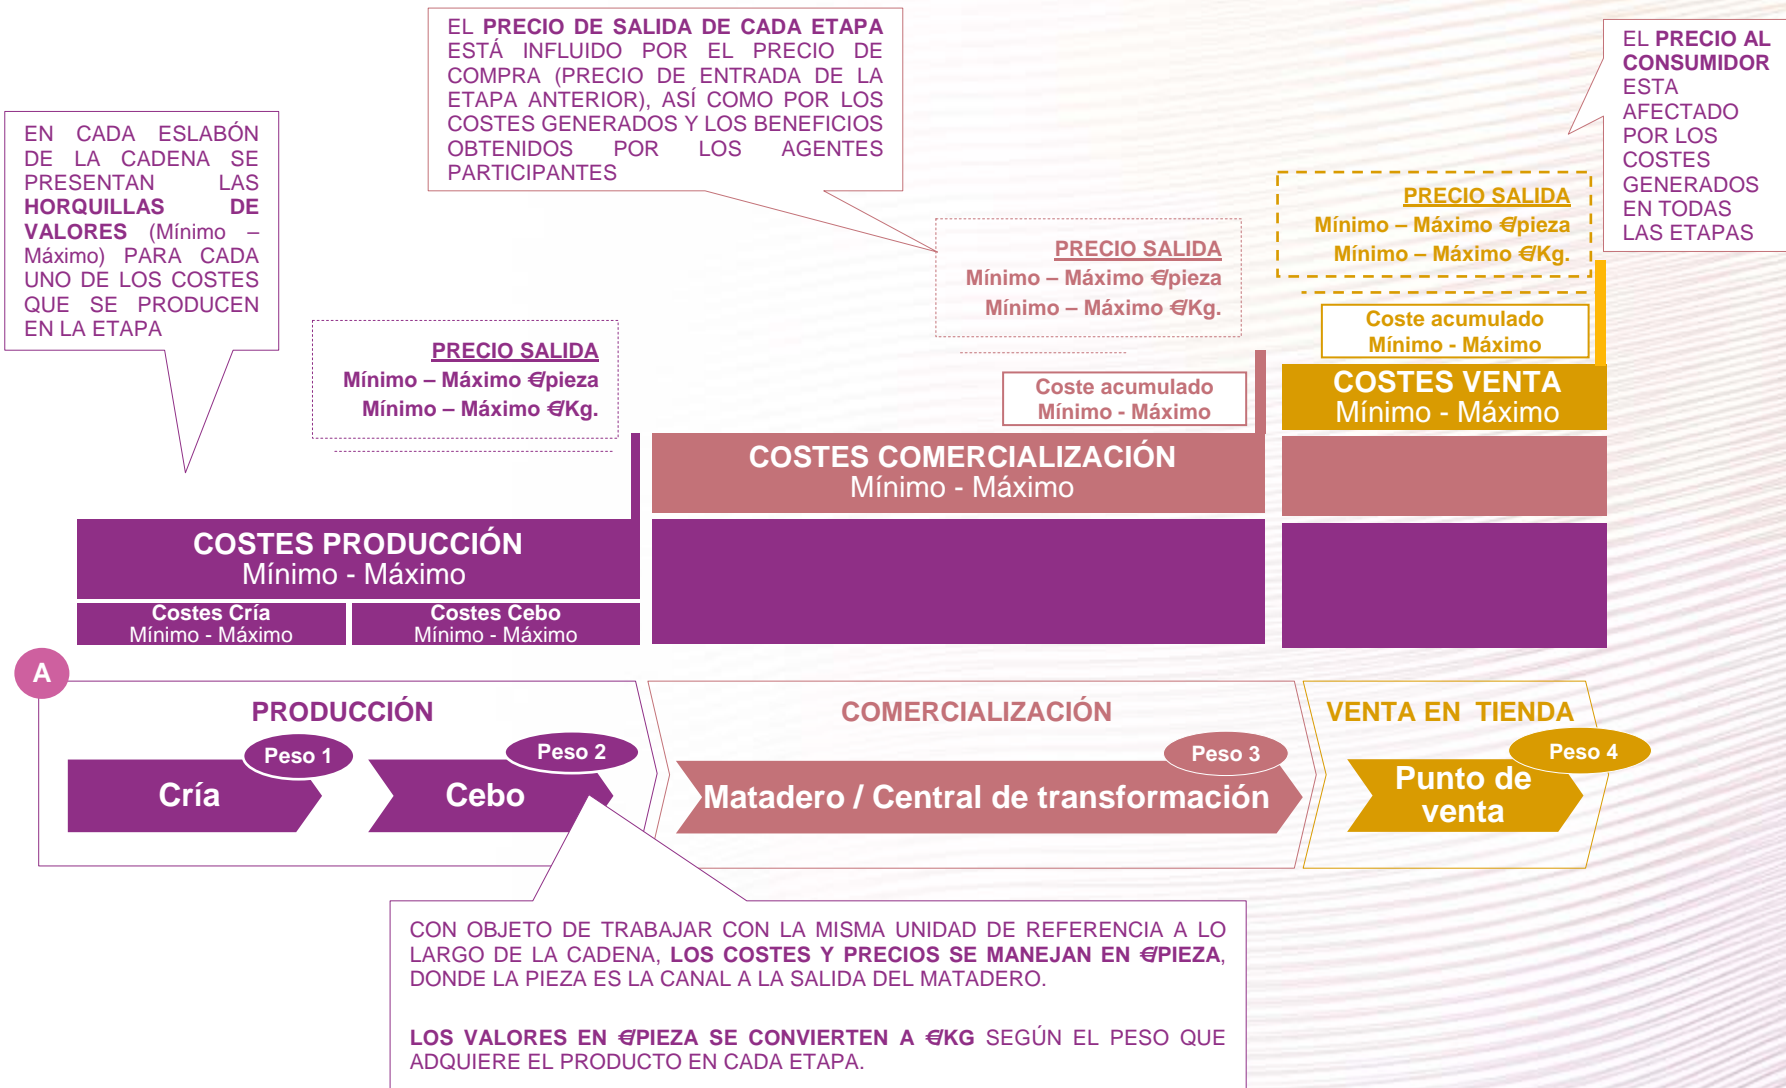 EL PRECIO DE SALIDA DE CADA ETAPA
ESTÁ INFLUIDO POR EL PRECIO DE
COMPRA (PRECIO DE ENTRADA DE LA
ETAPA ANTERIOR), ASÍ COMO POR LOS
COSTES GENERADOS Y LOS BENEFICIOS
OBTENIDOS POR LOS AGENTES
PARTICIPANTES
EL PRECIO AL
CONSUMIDOR
ESTA
AFECTADO
POR LOS
COSTES
GENERADOS
EN TODAS
LAS ETAPAS
EN CADA ESLABÓN
DE LA CADENA SE
PRESENTAN LAS
HORQUILLAS DE
VALORES (Mínimo –
Máximo) PARA CADA
UNO DE LOS COSTES
QUE SE PRODUCEN
EN LA ETAPA
PRECIO SALIDA
Mínimo – Máximo €/pieza
Mínimo – Máximo €/Kg.
PRECIO SALIDA
Mínimo – Máximo €/pieza
Mínimo – Máximo €/Kg.
PRECIO SALIDA
Mínimo – Máximo €/pieza
Mínimo – Máximo €/Kg.
Coste acumulado
Mínimo - Máximo
Coste acumulado
Mínimo - Máximo
COSTES VENTA
Mínimo - Máximo
COSTES COMERCIALIZACIÓN
Mínimo - Máximo
COSTES PRODUCCIÓN
Mínimo - Máximo
Costes Cría
Mínimo - Máximo
Costes Cebo
Mínimo - Máximo
A
PRODUCCIÓN
COMERCIALIZACIÓN
VENTA EN TIENDA
Peso 1
Peso 2
Peso 3
Peso 4
Cría
Cebo
Matadero / Central de transformación
Punto de
venta
CON OBJETO DE TRABAJAR CON LA MISMA UNIDAD DE REFERENCIA A LO
LARGO DE LA CADENA, LOS COSTES Y PRECIOS SE MANEJAN EN €/PIEZA,
DONDE LA PIEZA ES LA CANAL A LA SALIDA DEL MATADERO.
LOS VALORES EN €/PIEZA SE CONVIERTEN A €/KG SEGÚN EL PESO QUE
ADQUIERE EL PRODUCTO EN CADA ETAPA.